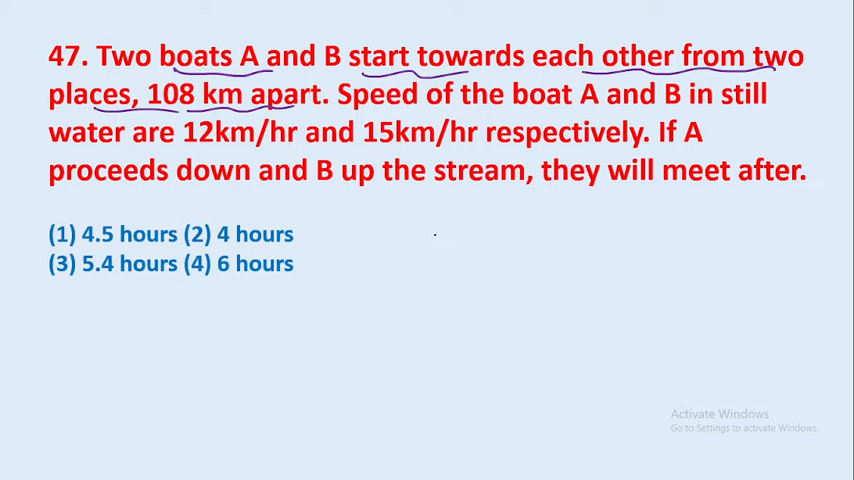 47. Two boats A and B start towards each other from two
places, 108 km apart. Speed of the boat A and B in still
water are 12km/hr and 15km/hr respectively. If A
proceeds down and B up the stream, they will meet after.
(1) 4.5 hours (2) 4 hours
(3) 5.4 hours (4) 6 hours
Activate Windows
Go to Settings to activate Windows.